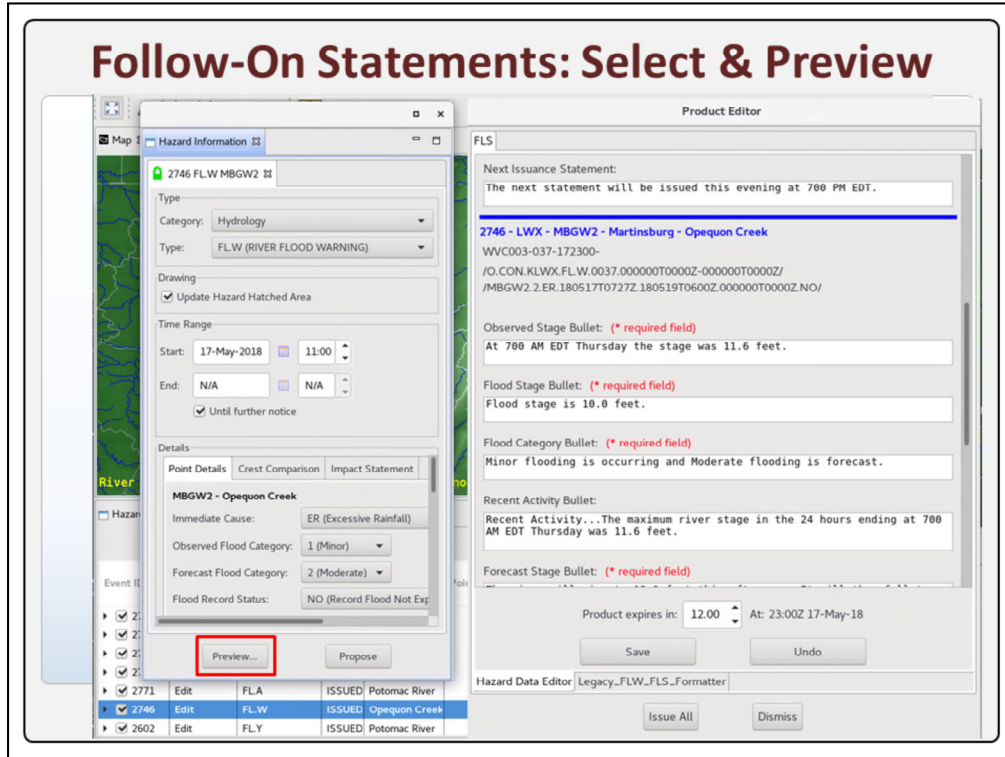 Follow-On Statements: Select & Preview
Map
Hazard Information
2746 FL.W MBGW2
Type
Category: Hydrology
Type: FL.W (RIVER FLOOD WARNING)
Drawing
Update Hazard Hatched Area
Time Range
Start: 17-May-2018 11:00
End: N/A N/A
Until further notice
Details
Point Details Crest Comparison Impact Statement
MBGW2 - Opequon Creek
Immediate Cause: ER (Excessive Rainfall)
Observed Flood Category: 1 (Minor)
Forecast Flood Category: 2 (Moderate)
Flood Record Status: NO (Record Flood Not Exp
Preview... Propose
River
Hazar
Event ID
2771 Edit FL.A ISSUED Potomac River
2746 Edit FL.W ISSUED Opequon Creek
2602 Edit FL.Y ISSUED Potomac River
Product Editor
FLS
Next Issuance Statement:
The next statement will be issued this evening at 700 PM EDT.
2746 - LWX - MBGW2 - Martinsburg - Opequon Creek
WVC003-037-172300-
/O.CON.KLWX.FL.W.0037.000000T0000Z-000000T0000Z/
/MBGW2.2.ER.180517T0727Z.180519T0600Z.000000T0000Z.NO/
Observed Stage Bullet: (* required field)
At 700 AM EDT Thursday the stage was 11.6 feet.
Flood Stage Bullet: (* required field)
Flood stage is 10.0 feet.
Flood Category Bullet: (* required field)
Minor flooding is occurring and Moderate flooding is forecast.
Recent Activity Bullet:
Recent Activity...The maximum river stage in the 24 hours ending at 700
AM EDT Thursday was 11.6 feet.
Forecast Stage Bullet: (* required field)
Product expires in: 12.00 At: 23:00Z 17-May-18
Save Undo
Hazard Data Editor Legacy_FLW_FLS_Formatter
Issue All Dismiss